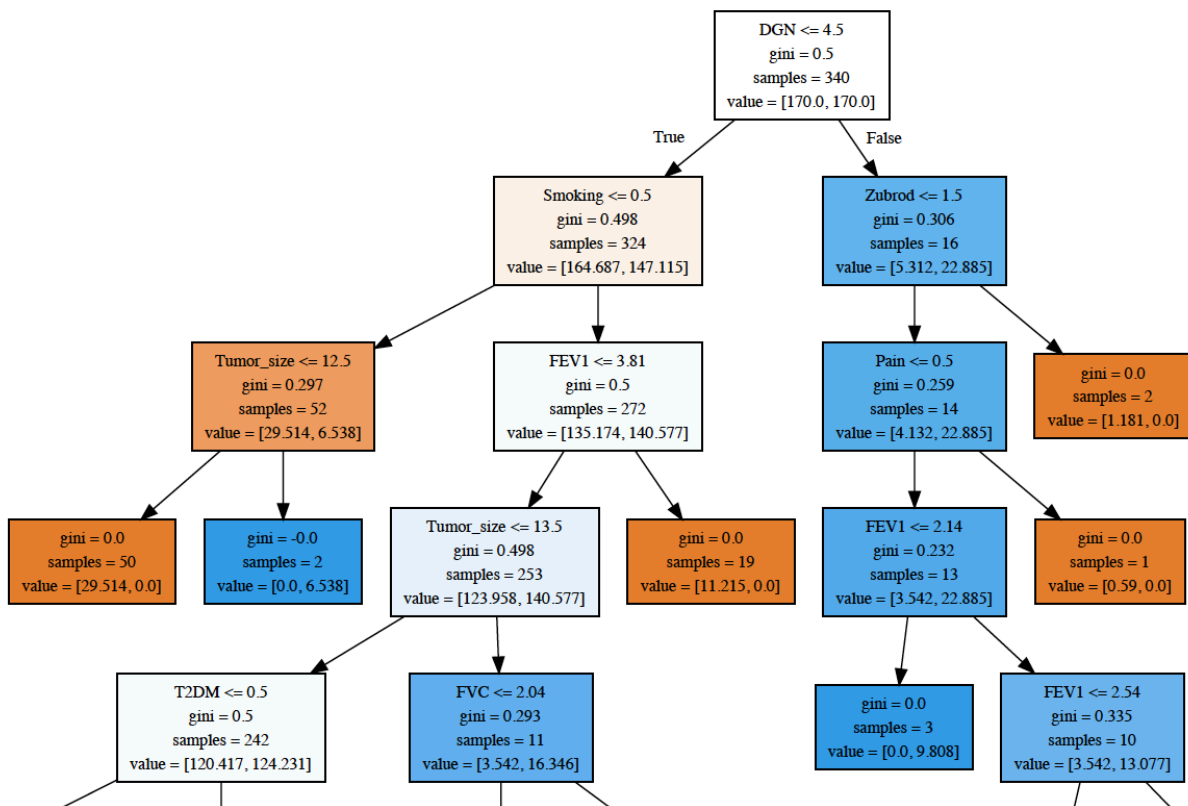 DGN <= 4.5
gini = 0.5
samples = 340
value = [170.0, 170.0]
True
False
Smoking <= 0.5
gini = 0.498
samples = 324
value = [164.687, 147.115]
Zubrod <= 1.5
gini = 0.306
samples = 16
value = [5.312, 22.885]
Tumor_size <= 12.5
gini = 0.297
samples = 52
value = [29.514, 6.538]
FEV1 <= 3.81
gini = 0.5
samples = 272
value = [135.174, 140.577]
Pain <= 0.5
gini = 0.259
samples = 14
value = [4.132, 22.885]
gini = 0.0
samples = 2
value = [1.181, 0.0]
gini = 0.0
samples = 50
value = [29.514, 0.0]
gini = -0.0
samples = 2
value = [0.0, 6.538]
Tumor_size <= 13.5
gini = 0.498
samples = 253
value = [123.958, 140.577]
gini = 0.0
samples = 19
value = [11.215, 0.0]
FEV1 <= 2.14
gini = 0.232
samples = 13
value = [3.542, 22.885]
gini = 0.0
samples = 1
value = [0.59, 0.0]
T2DM <= 0.5
gini = 0.5
samples = 242
value = [120.417, 124.231]
FVC <= 2.04
gini = 0.293
samples = 11
value = [3.542, 16.346]
gini = 0.0
samples = 3
value = [0.0, 9.808]
FEV1 <= 2.54
gini = 0.335
samples = 10
value = [3.542, 13.077]